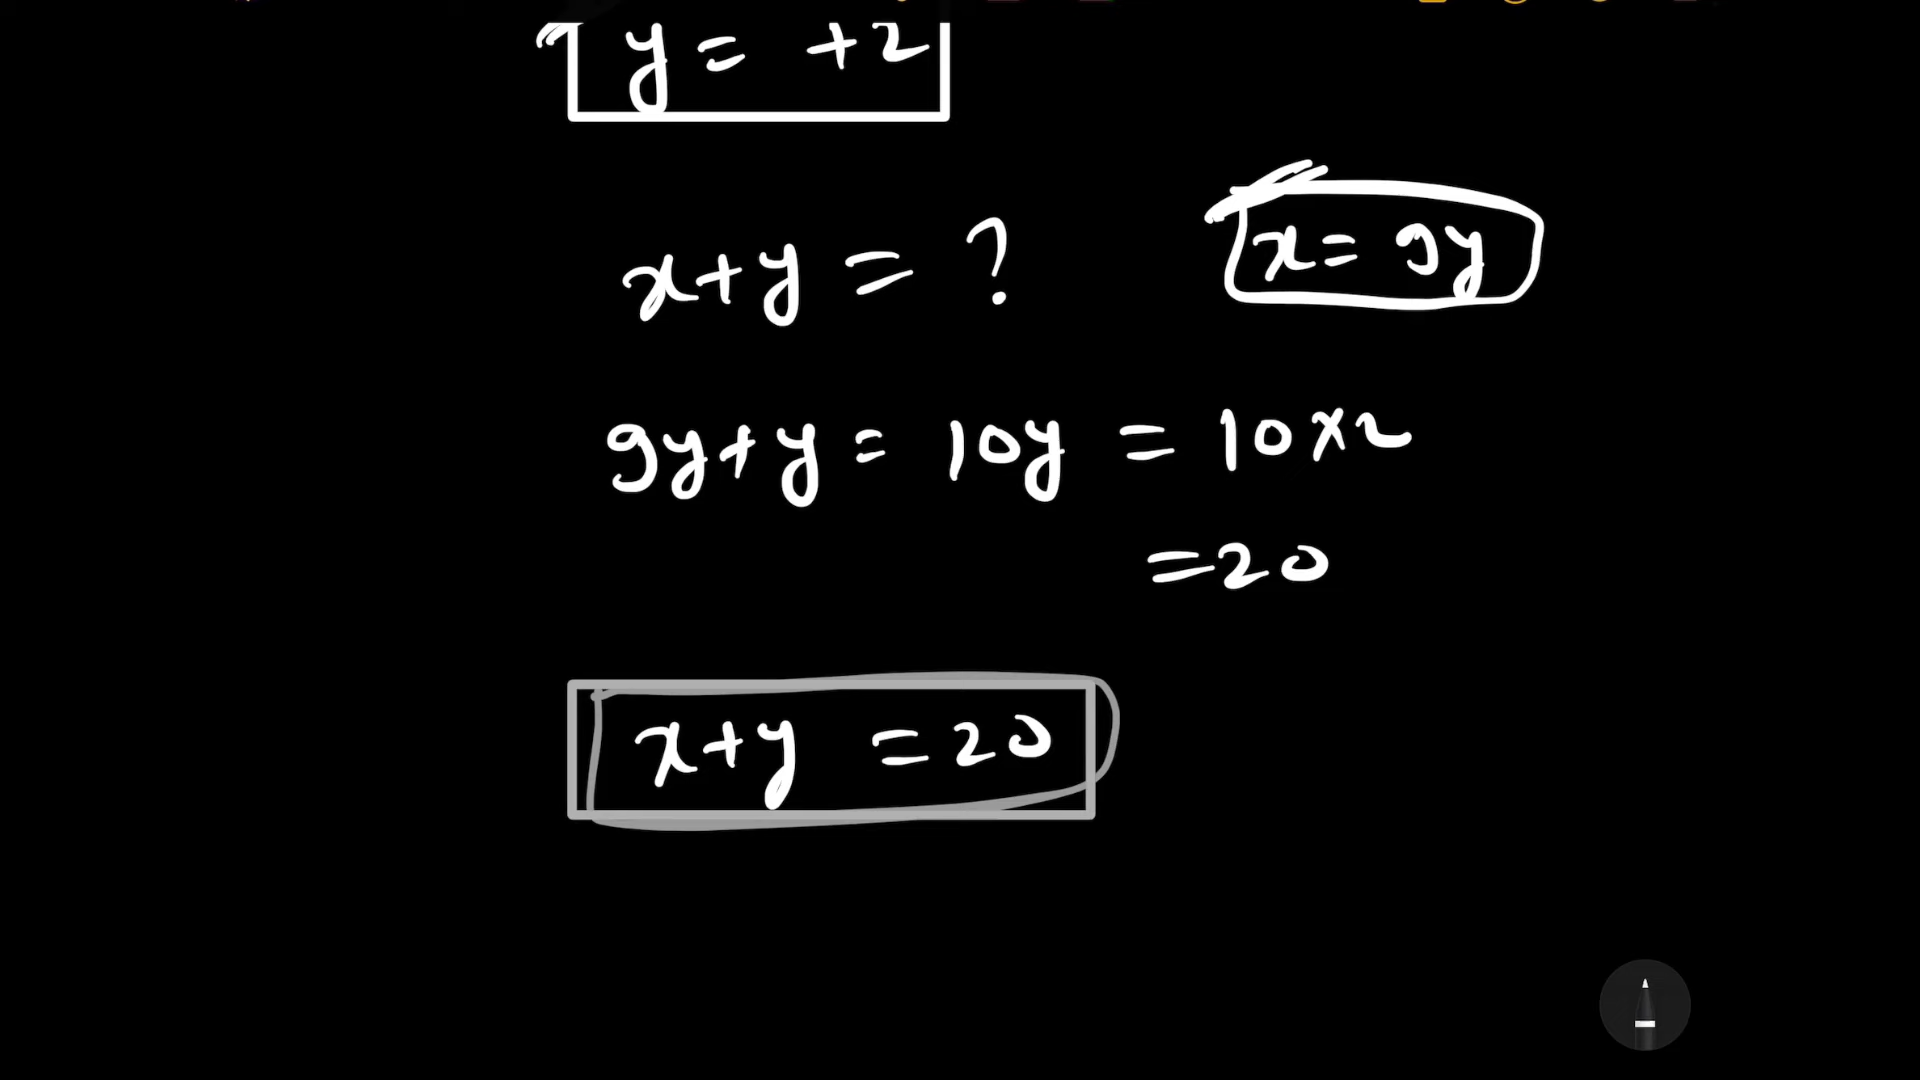 y = +2
x+y = ?
x = 9y
9y+y = 10y = 10×2
=20
x+y = 20